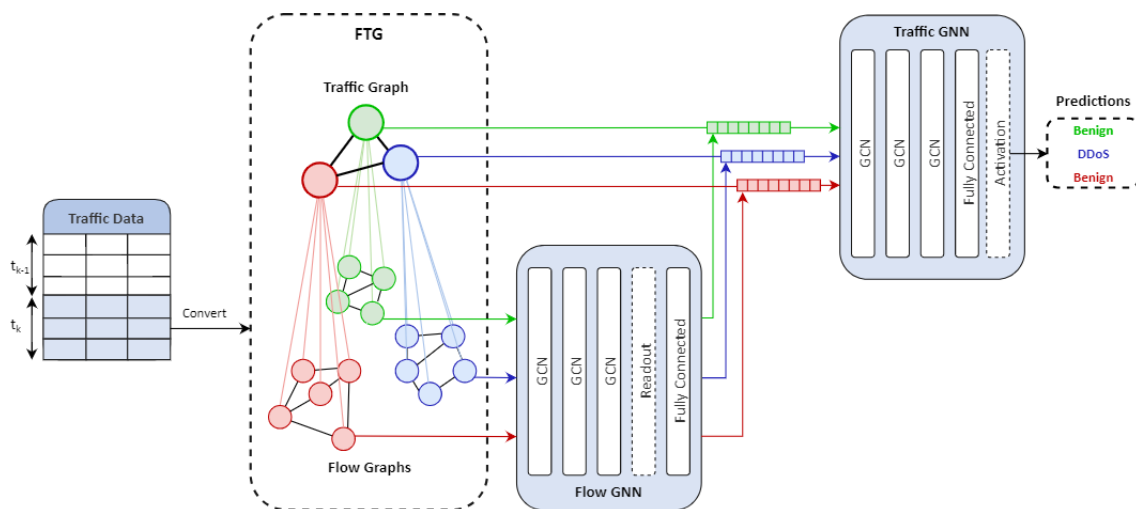 FTG
Traffic Graph
Traffic Data
t_{k-1}
t_k
Convert
Flow Graphs
GCN
GCN
GCN
Readout
Fully Connected
Flow GNN
Traffic GNN
GCN
GCN
GCN
Fully Connected
Activation
Predictions
Benign
DDoS
Benign